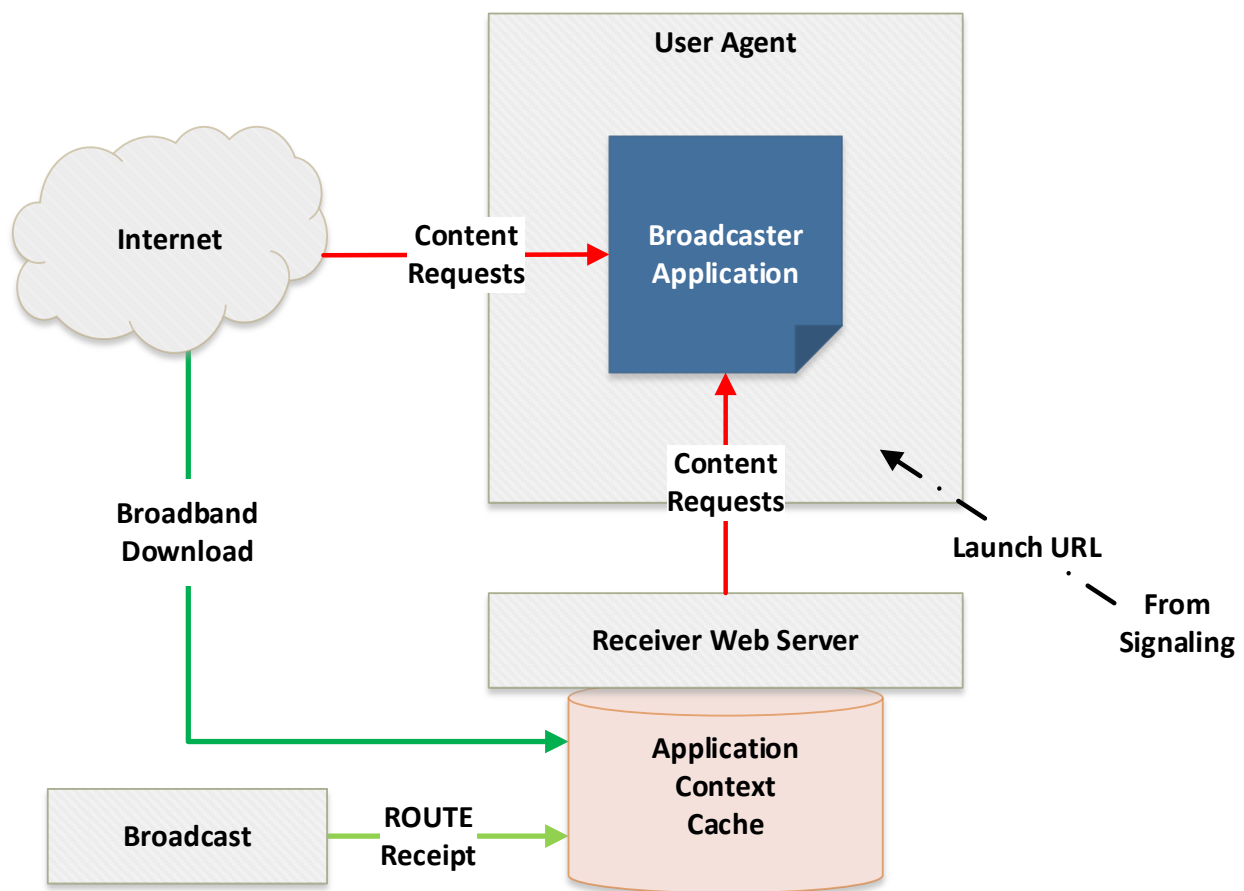 User Agent
Internet
Content
Requests
Broadcaster
Application
Content
Requests
Broadband
Download
Launch URL
From
Signaling
Receiver Web Server
Application
Context
Cache
Broadcast
ROUTE
Receipt